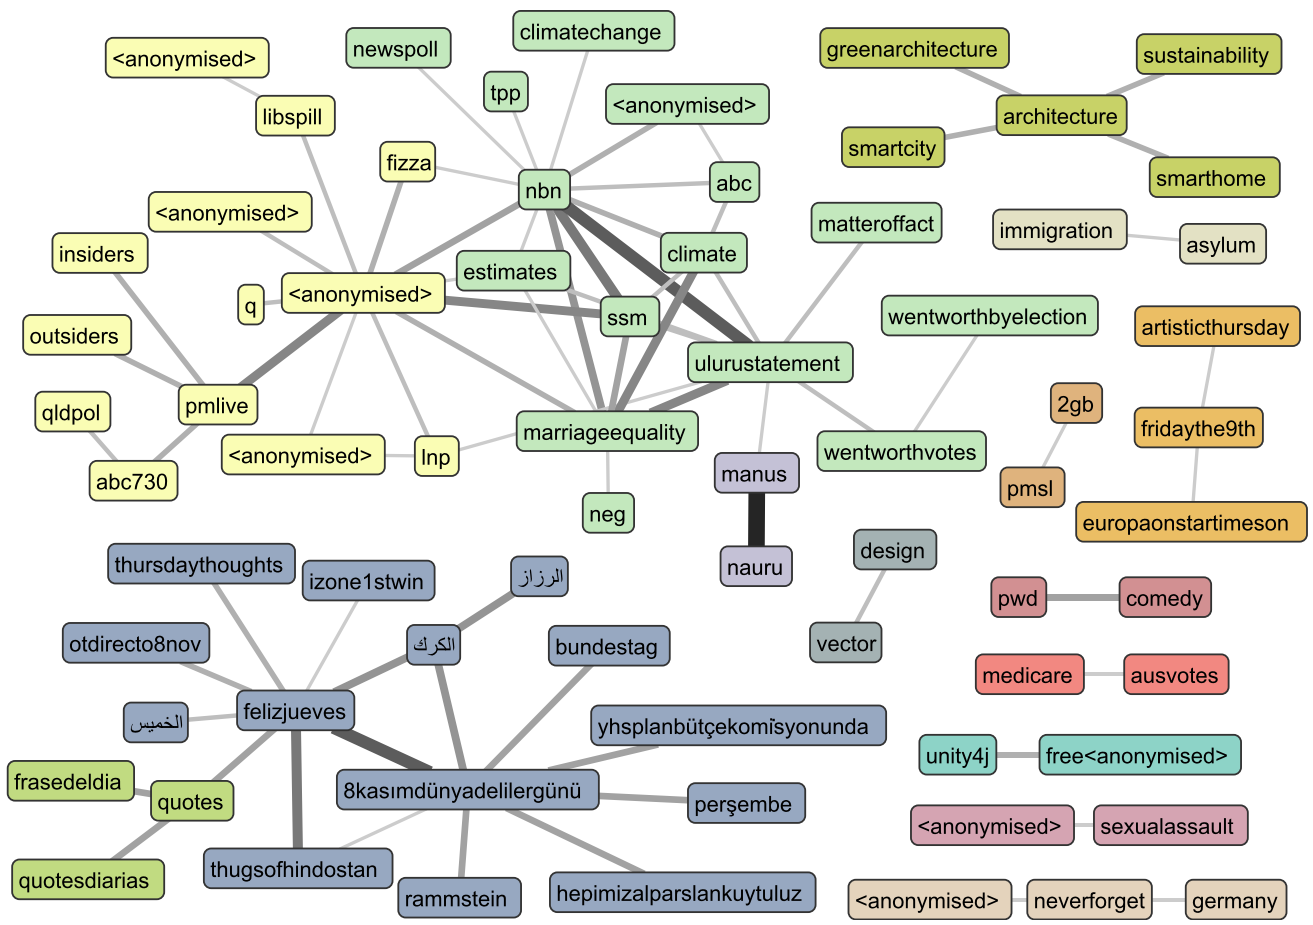 climatechange
newspoll
greenarchitecture
sustainability
<anonymised>
tpp
<anonymised>
libspill
architecture
smartcity
fizza
smarthome
nbn
abc
<anonymised>
matteroffact
immigration
asylum
insiders
climate
estimates
<anonymised>
q
ssm
wentworthbyelection
artisticthursday
outsiders
ulurustatement
pmlive
2gb
qldpol
marriageequality
fridaythe9th
<anonymised>
lnp
wentworthvotes
abc730
manus
pmsl
neg
europaonstartimeson
design
thursdaythoughts
izone1stwin
الرزاز
nauru
pwd
comedy
otdirecto8nov
الكرك
bundestag
vector
medicare
ausvotes
felizjueves
الخميس
yhsplanbütçekomi̇syonunda
unity4j
free<anonymised>
frasedeldia
quotes
8kasımdünyadelilergünü
perşembe
<anonymised>
sexualassault
quotesdiarias
thugsofhindostan
rammstein
hepimizalparslankuytuluz
<anonymised>
neverforget
germany